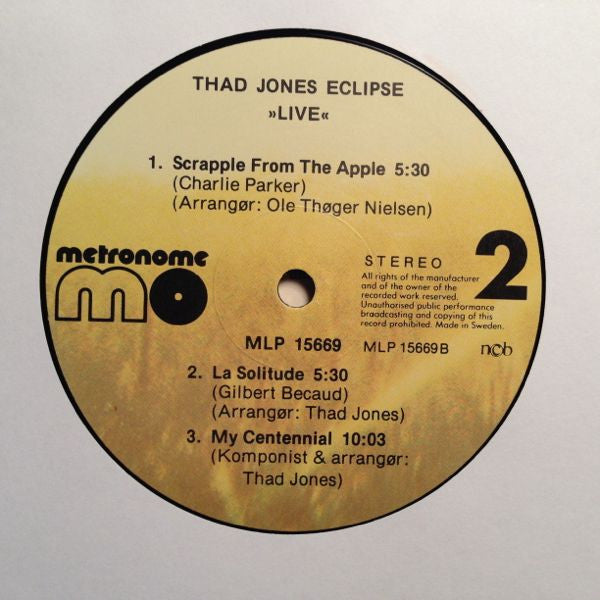 THAD JONES ECLIPSE
»LIVE«
1. Scrapple From The Apple 5:30
(Charlie Parker)
(Arrangør: Ole Thøger Nielsen)
metronome
mo
STEREO
2
All rights of the manufacturer
and of the owner of the
recorded work reserved.
Unauthorised public performance
braadcasting and copying of this
record prohibited. Made in Sweden.
MLP 15669
MLP 15669 B
ncb
2. La Solitude 5:30
(Gilbert Becaud)
(Arrangør: Thad Jones)
3. My Centennial 10:03
(Komponist & arrangør:
Thad Jones)